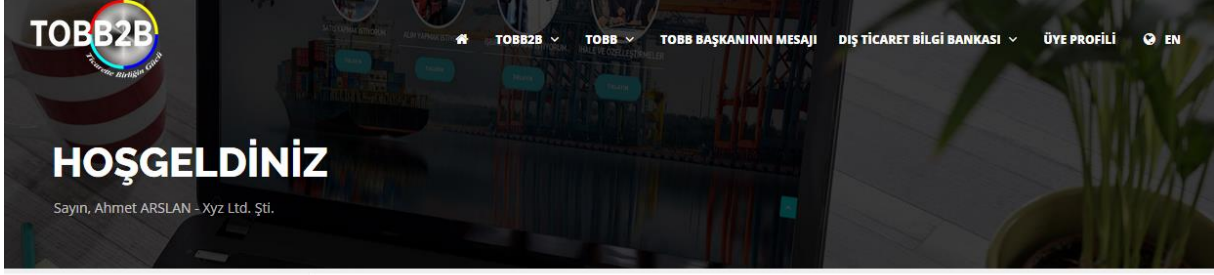 TOBB2B
Ticarette Birliğin Gücü
TOBB2B
TOBB
TOBB BAŞKANININ MESAJI
DIŞ TİCARET BİLGİ BANKASI
ÜYE PROFİLİ
EN
HOŞGELDİNİZ
Sayın, Ahmet ARSLAN - Xyz Ltd. Şti.